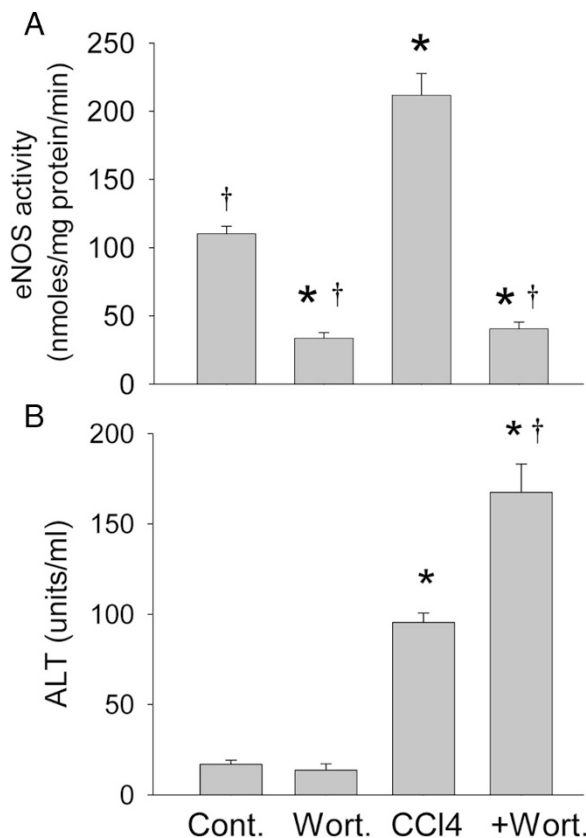 A
eNOS activity
(nmoles/mg protein/min)
250
200
150
100
50
0
†
* †
*
* †
B
ALT (units/ml)
200
150
100
50
0
*
* †
Cont. Wort. CCl4 +Wort.